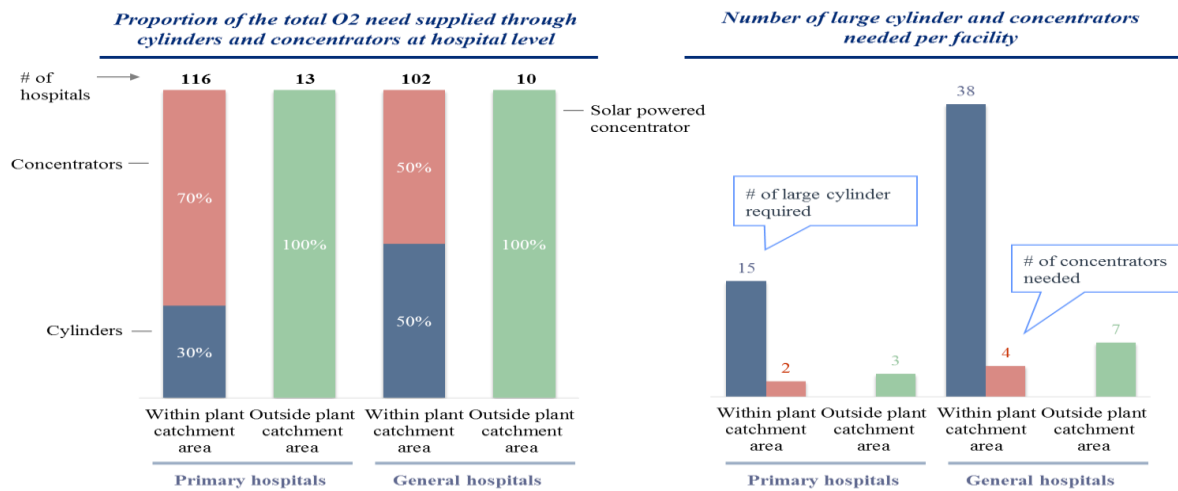 Proportion of the total O2 need supplied through
cylinders and concentrators at hospital level
# of
hospitals
116
13
102
10
Solar powered
concentrator
Concentrators
70%
100%
50%
100%
Cylinders
30%
50%
Within plant
catchment
area
Outside plant
catchment
area
Within plant
catchment
area
Outside plant
catchment
area
Primary hospitals
General hospitals
Number of large cylinder and concentrators
needed per facility
38
# of large cylinder
required
15
# of concentrators
needed
2
3
4
7
Within plant
catchment
area
Outside plant
catchment
area
Within plant
catchment
area
Outside plant
catchment
area
Primary hospitals
General hospitals